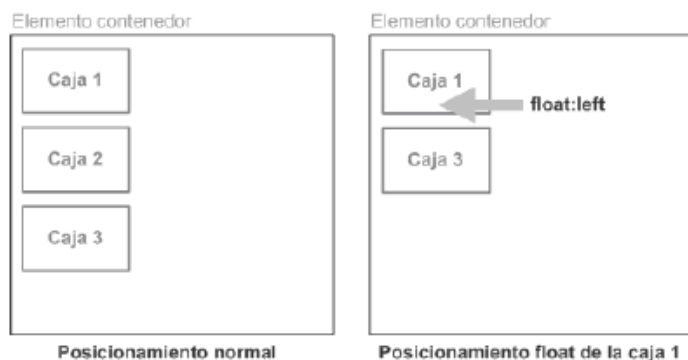 Elemento contenedor
Caja 1
Caja 2
Caja 3
Posicionamiento normal
Elemento contenedor
Caja 1
float:left
Caja 3
Posicionamiento float de la caja 1